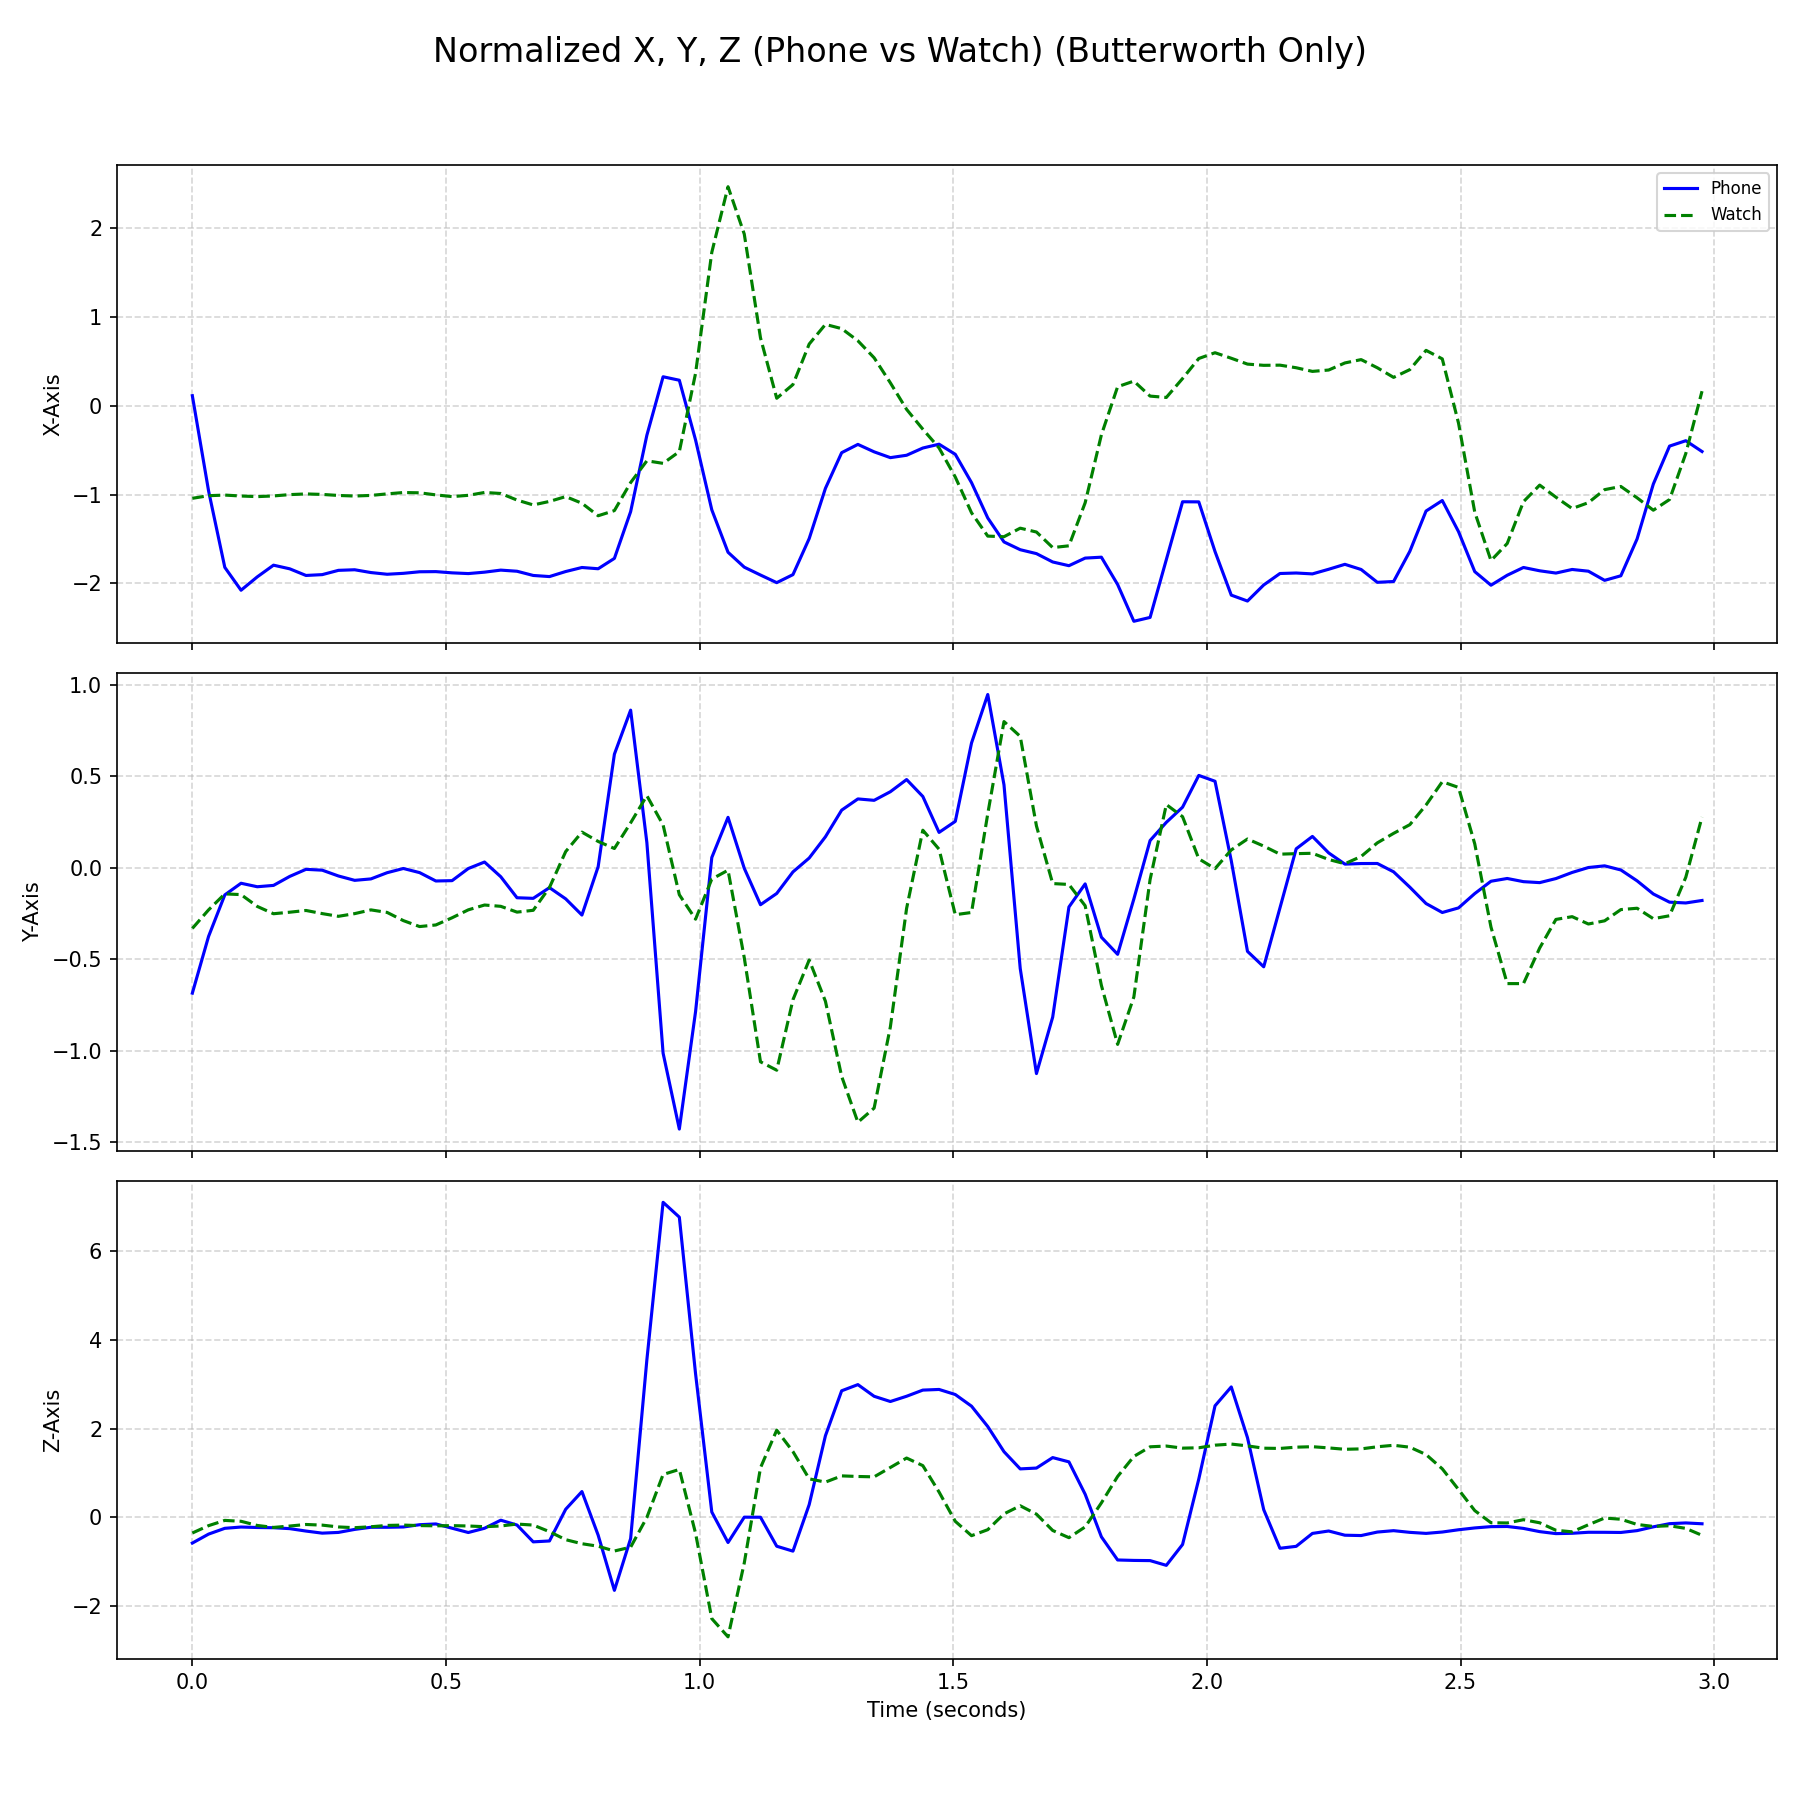 Normalized X, Y, Z (Phone vs Watch) (Butterworth Only)
Phone
Watch
X-Axis
2
1
0
−1
−2
Y-Axis
1.0
0.5
0.0
−0.5
−1.0
−1.5
Z-Axis
6
4
2
0
−2
0.0 0.5 1.0 1.5 2.0 2.5 3.0
Time (seconds)